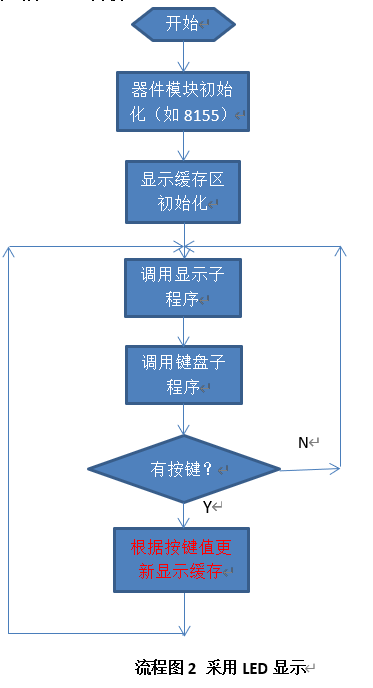 开始
器件模块初始
化（如 8155）
显示缓存区
初始化
调用显示子
程序
调用键盘子
程序
有按键？
N
Y
根据按键值更
新显示缓存
流程图 2 采用 LED 显示